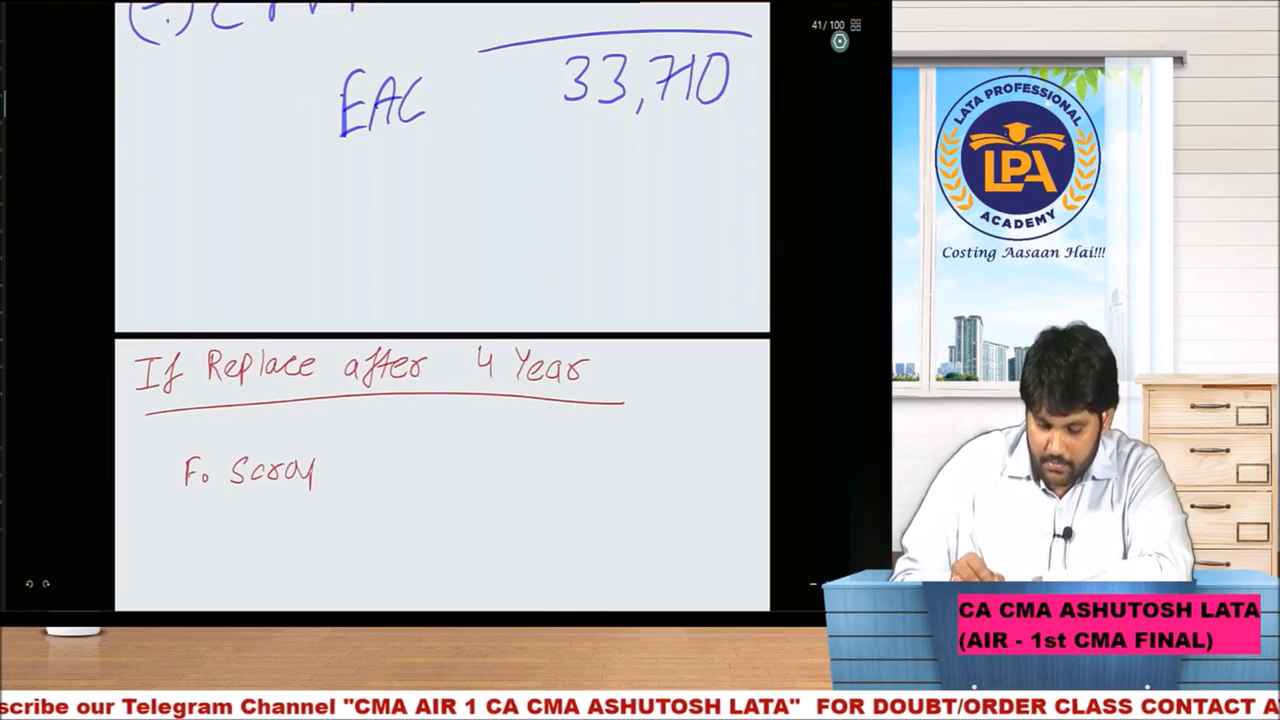 41/100
EAC 33,710
If Replace after 4 Year
F. Scrap
LATA PROFESSIONAL
LPA
ACADEMY
Costing Aasaan Hai!!!
CA CMA ASHUTOSH LATA
(AIR - 1st CMA FINAL)
scribe our Telegram Channel "CMA AIR 1 CA CMA ASHUTOSH LATA" FOR DOUBT/ORDER CLASS CONTACT A